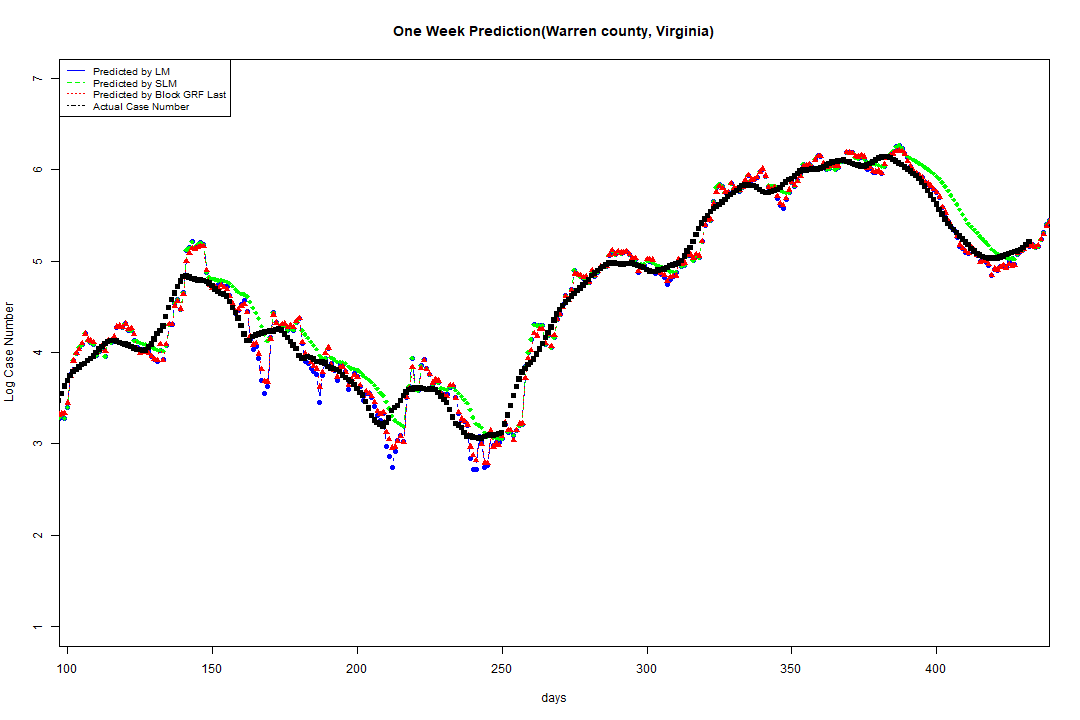 One Week Prediction(Warren county, Virginia)
Predicted by LM
Predicted by SLM
Predicted by Block GRF Last
Actual Case Number
7
6
5
4
3
2
1
Log Case Number
100 150 200 250 300 350 400
days